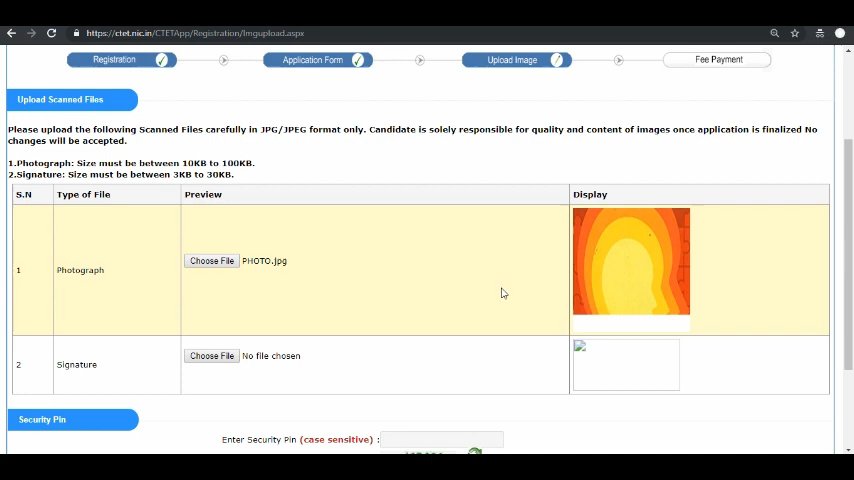 https://ctet.nic.in/CTETApp/Registration/Imgupload.aspx
Registration Application Form Upload Image Fee Payment
Upload Scanned Files
Please upload the following Scanned Files carefully in JPG/JPEG format only. Candidate is solely responsible for quality and content of images once application is finalized No
changes will be accepted.
1.Photograph: Size must be between 10KB to 100KB.
2.Signature: Size must be between 3KB to 30KB.
S.N Type of File Preview Display
1 Photograph Choose File PHOTO.jpg
2 Signature Choose File No file chosen
Security Pin
Enter Security Pin (case sensitive) :